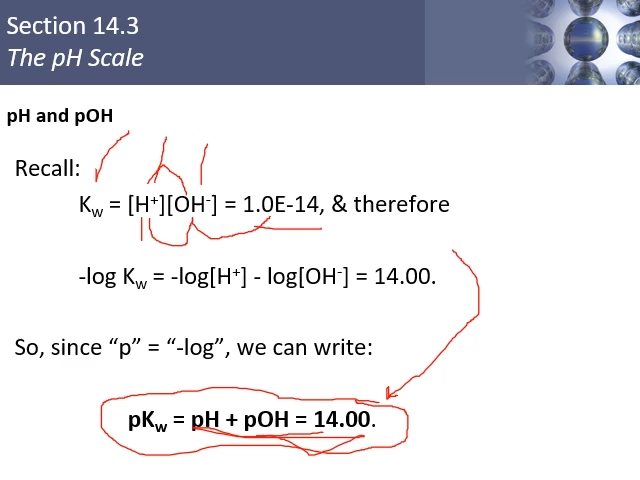 Section 14.3
The pH Scale
pH and pOH
Recall:
Kw = [H⁺][OH⁻] = 1.0E-14, & therefore
-log Kw = -log[H⁺] - log[OH⁻] = 14.00.
So, since “p” = “-log”, we can write:
pKw = pH + pOH = 14.00.